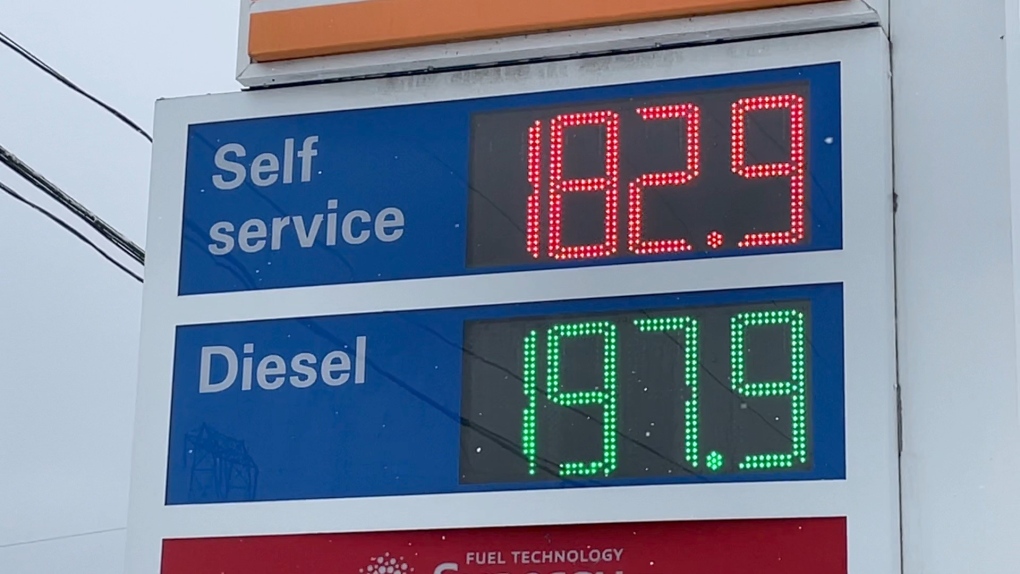 Self
service
182.9
Diesel
197.9
FUEL TECHNOLOGY